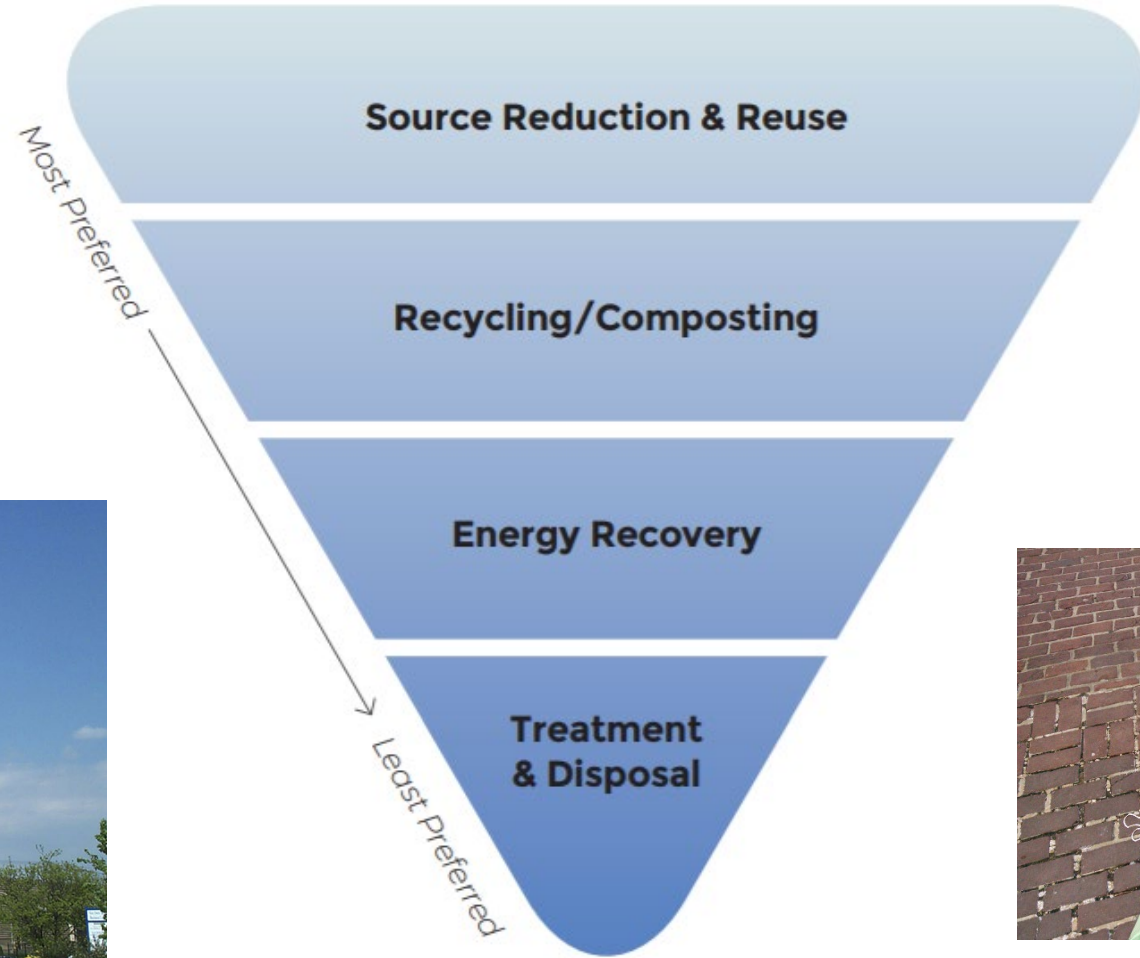 Source Reduction & Reuse
Most Preferred
Recycling/Composting
Energy Recovery
Treatment
& Disposal
Least Preferred